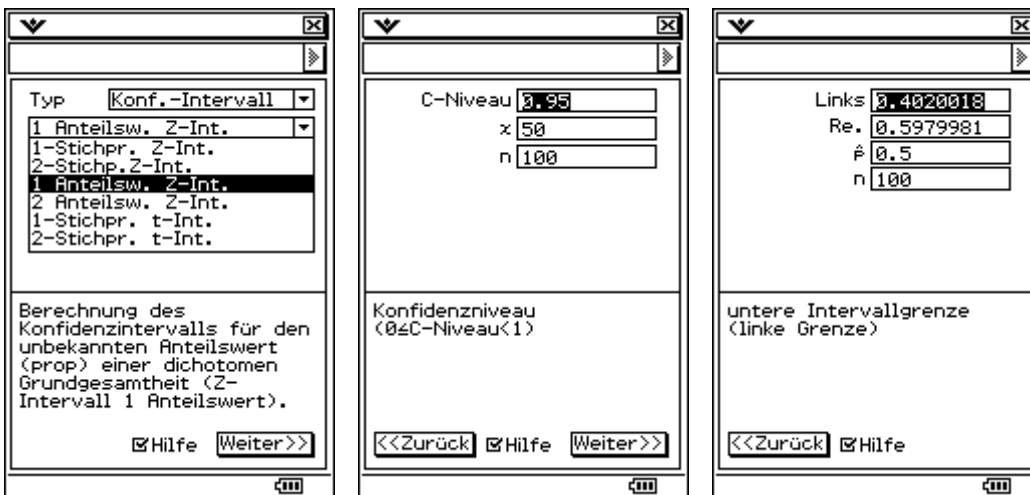 Typ Konf.-Intervall
1 Anteilsw. Z-Int.
1-Stichpr. Z-Int.
2-Stichp.Z-Int.
1 Anteilsw. Z-Int.
2 Anteilsw. Z-Int.
1-Stichpr. t-Int.
2-Stichpr. t-Int.
Berechnung des
Konfidenzintervalls für den
unbekannten Anteilswert
(prop) einer dichotomen
Grundgesamtheit (Z-
Intervall 1 Anteilswert).
Hilfe Weiter>>
C-Niveau 0.95
x 50
n 100
Konfidenzniveau
(0≤C-Niveau<1)
<<Zurück Hilfe Weiter>>
Links 0.4020018
Re. 0.5979981
p̂ 0.5
n 100
untere Intervallgrenze
(linke Grenze)
<<Zurück Hilfe